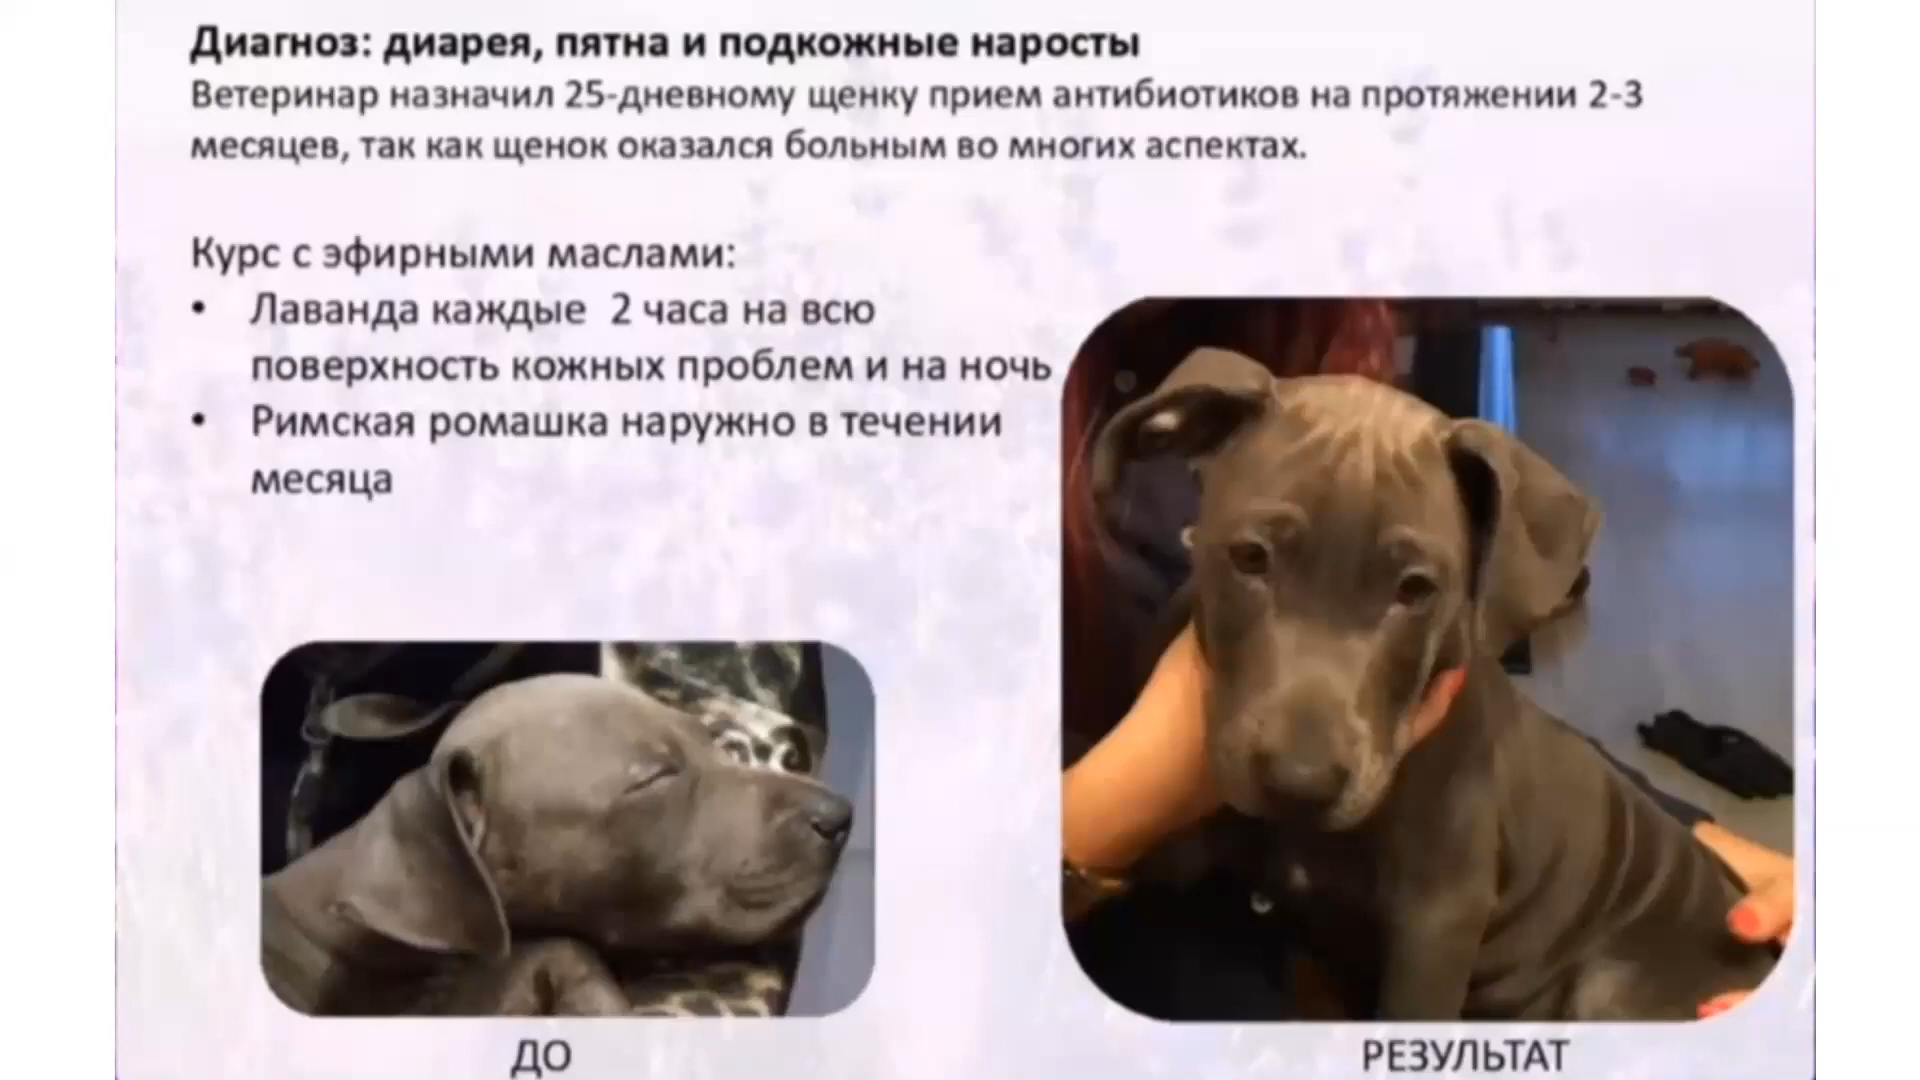 Диагноз: диарея, пятна и подкожные наросты
Ветеринар назначил 25-дневному щенку прием антибиотиков на протяжении 2-3
месяцев, так как щенок оказался больным во многих аспектах.
Курс с эфирными маслами:
• Лаванда каждые 2 часа на всю
поверхность кожных проблем и на ночь
• Римская ромашка наружно в течении
месяца
ДО
РЕЗУЛЬТАТ